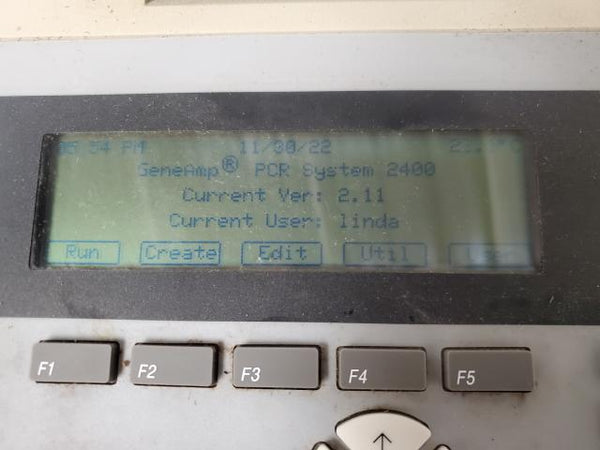 PM 11/30/22
GeneAmp® PCR System 2400
Current Ver: 2.11
Current User: linda
Run Create Edit Util
F1 F2 F3 F4 F5